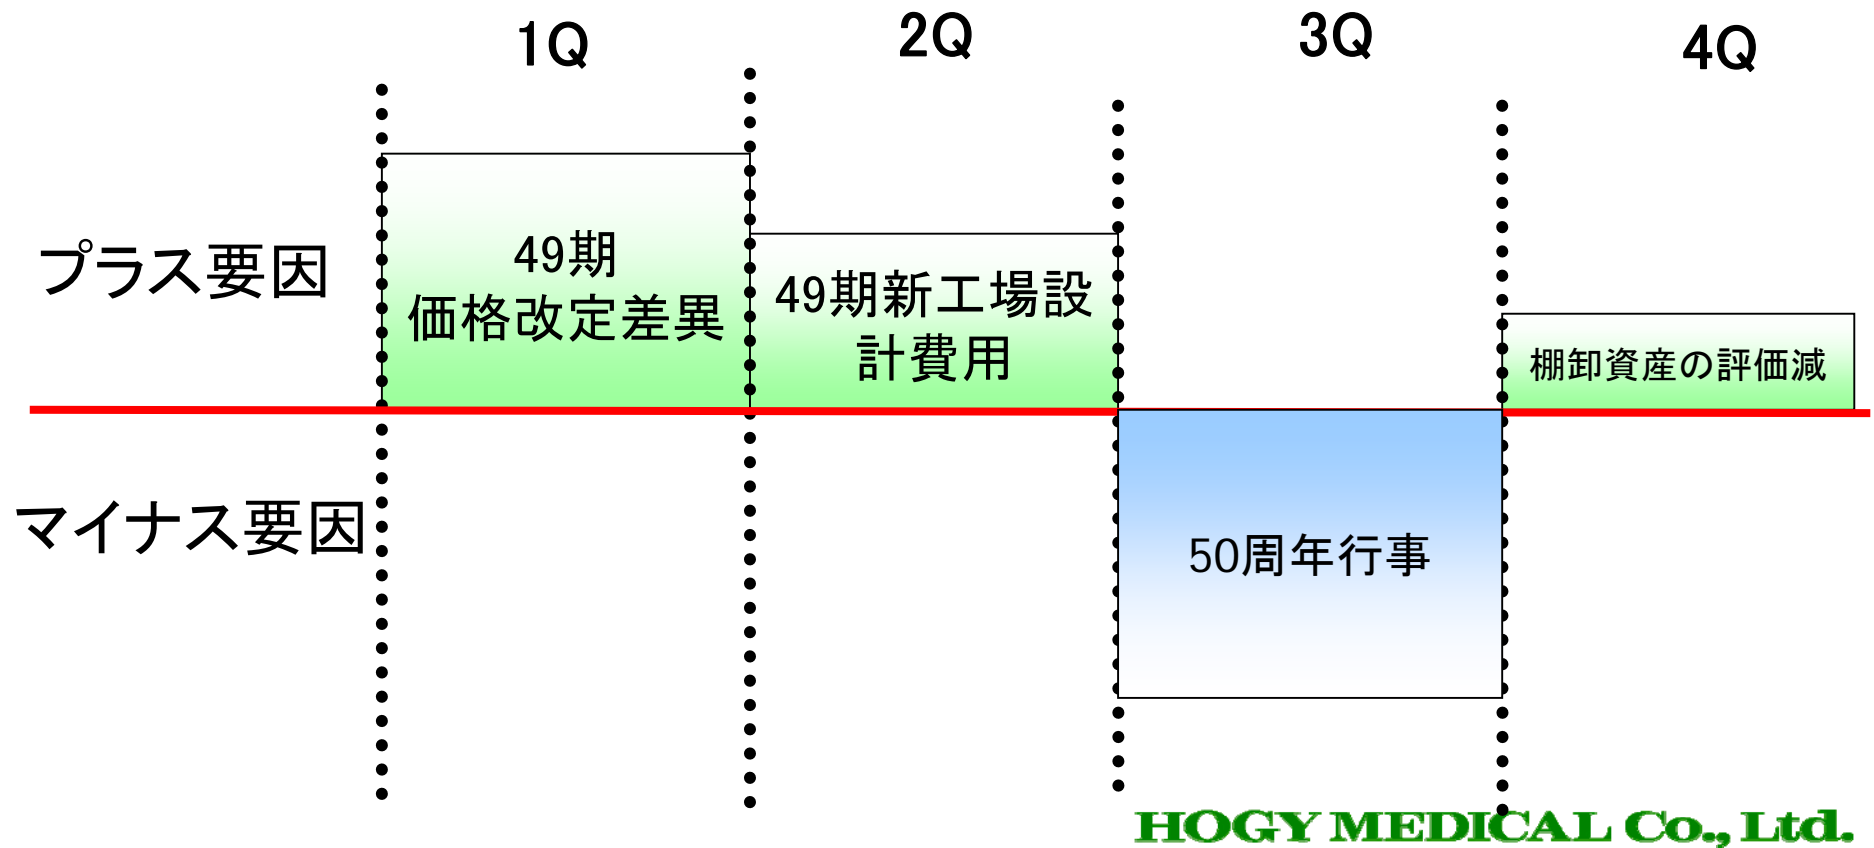 1Q
2Q
3Q
4Q
プラス要因
49期
価格改定差異
49期新工場設
計費用
棚卸資産の評価減
マイナス要因
50周年行事
HOGY MEDICAL Co., Ltd.